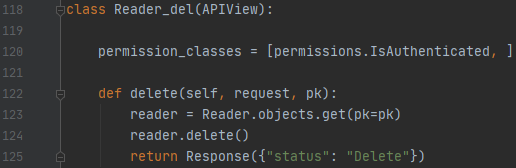 118 class Reader_del(APIView):
119
120     permission_classes = [permissions.IsAuthenticated, ]
121
122     def delete(self, request, pk):
123         reader = Reader.objects.get(pk=pk)
124         reader.delete()
125         return Response({"status": "Delete"})